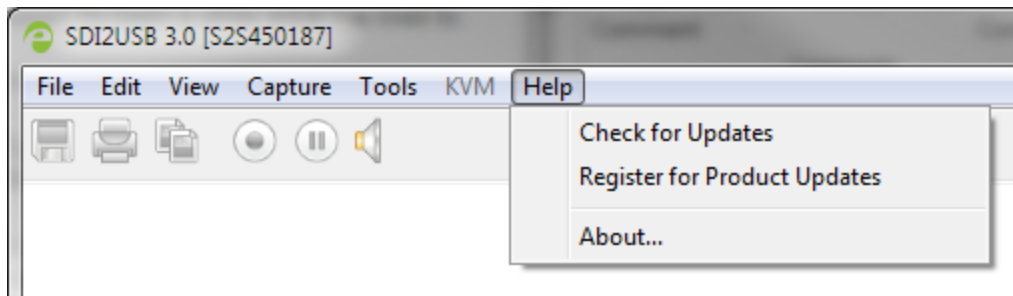 SDI2USB 3.0 [S2S450187]
File Edit View Capture Tools KVM Help
Check for Updates
Register for Product Updates
About...